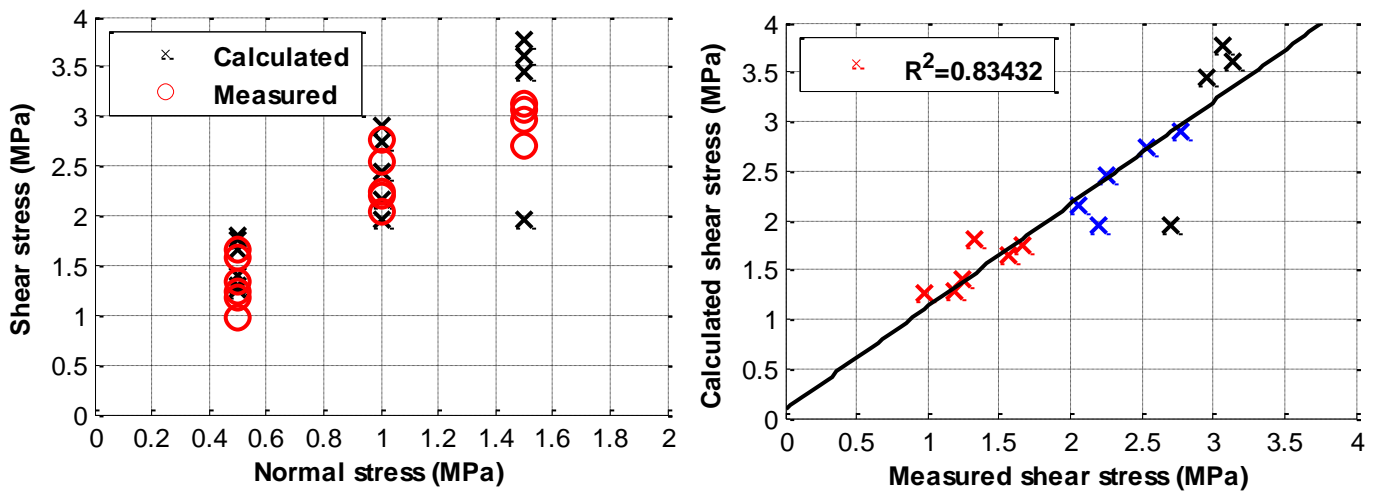 4
3.5
3
2.5
2
1.5
1
0.5
0
Shear stress (MPa)
Calculated
Measured
0 0.2 0.4 0.6 0.8 1 1.2 1.4 1.6 1.8 2
Normal stress (MPa)
4
3.5
3
2.5
2
1.5
1
0.5
0
Calculated shear stress (MPa)
R²=0.83432
0 0.5 1 1.5 2 2.5 3 3.5 4
Measured shear stress (MPa)